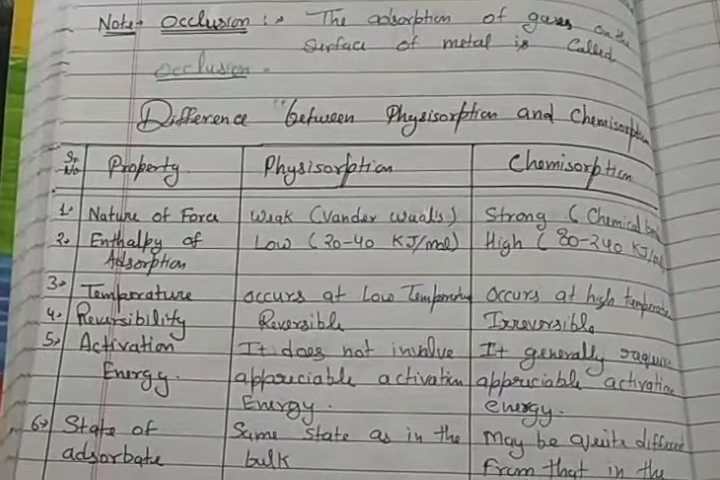 Note:- Occlusion :- The adsorption of gases on the
surface of metal is called
occlusion.
Difference between Physisorption and Chemisorption
Sr. No Property Physisorption Chemisorption
1. Nature of Force Weak (Vander Waal's) Strong (Chemical
2. Enthalpy of Low (20-40 KJ/mol) High (80-240 KJ/
Adsorption
3. Temperature occurs at Low Temperature Occurs at high temperature
4. Reversibility Reversible Irreversible
5. Activation It does not involve It generally require
Energy. appreciable activation appreciable activation
Energy. energy.
6. State of Same state as in the May be quite different
adsorbate bulk from that in the